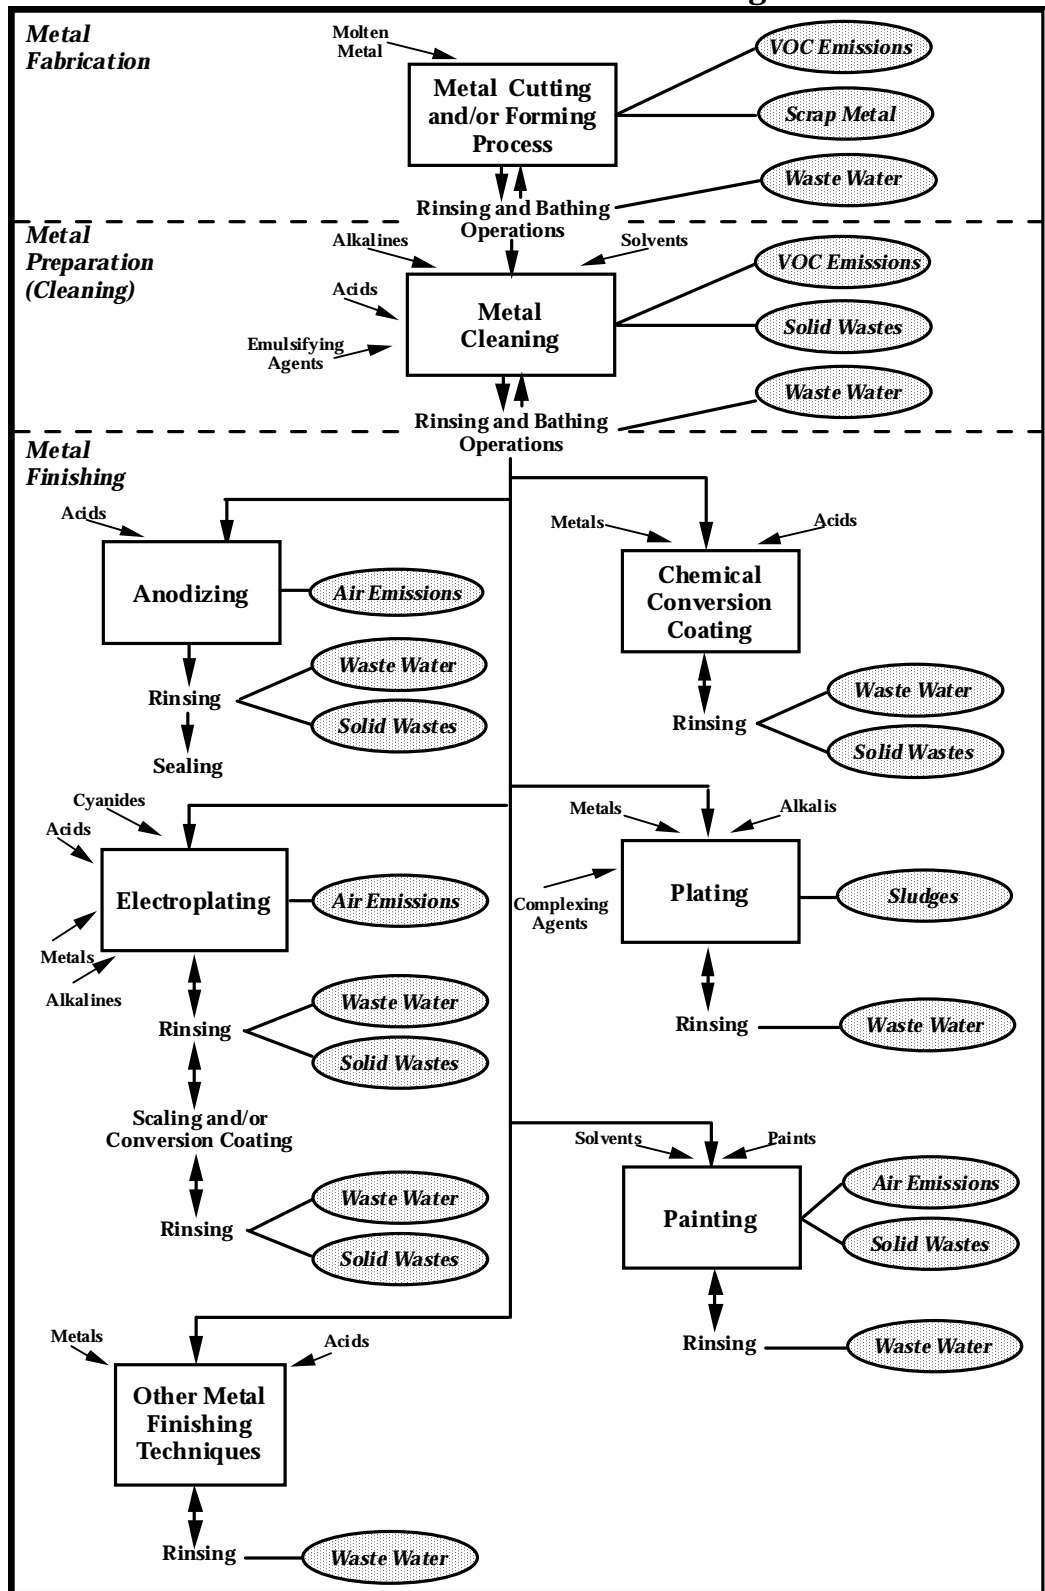 Metal
Fabrication
Molten
Metal
Metal Cutting
and/or Forming
Process
VOC Emissions
Scrap Metal
Waste Water
Rinsing and Bathing
Operations
Metal
Preparation
(Cleaning)
Alkalines
Solvents
Acids
Emulsifying
Agents
Metal
Cleaning
VOC Emissions
Solid Wastes
Waste Water
Rinsing and Bathing
Operations
Metal
Finishing
Acids
Anodizing
Air Emissions
Rinsing
Waste Water
Solid Wastes
Sealing
Metals
Acids
Chemical
Conversion
Coating
Rinsing
Waste Water
Solid Wastes
Cyanides
Acids
Electroplating
Air Emissions
Metals
Alkalines
Rinsing
Waste Water
Solid Wastes
Scaling and/or
Conversion Coating
Rinsing
Waste Water
Solid Wastes
Metals
Alkalis
Complexing
Agents
Plating
Sludges
Rinsing
Waste Water
Solvents
Paints
Painting
Air Emissions
Solid Wastes
Rinsing
Waste Water
Metals
Acids
Other Metal
Finishing
Techniques
Rinsing
Waste Water